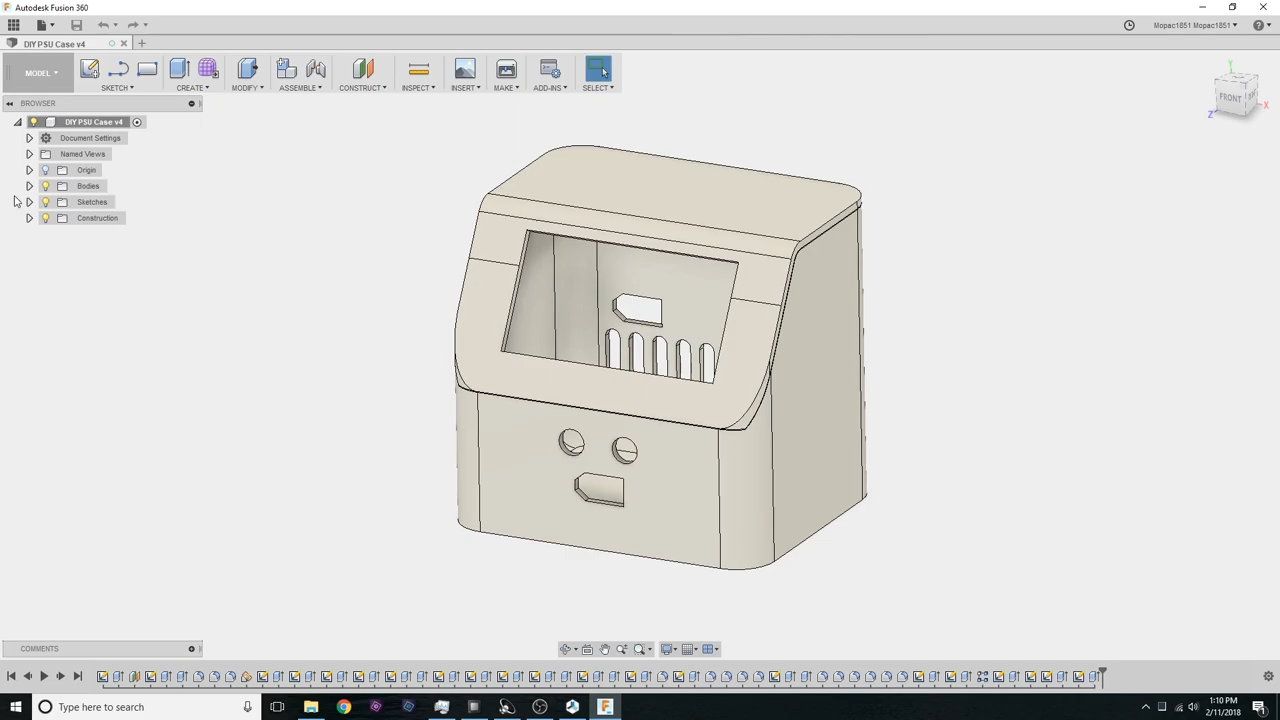 Autodesk Fusion 360
Mopac1851 Mopac1851
DIY PSU Case v4
MODEL
SKETCH
CREATE
MODIFY
ASSEMBLE
CONSTRUCT
INSPECT
INSERT
MAKE
ADD-INS
SELECT
BROWSER
DIY PSU Case v4
Document Settings
Named Views
Origin
Bodies
Sketches
Construction
Y
FRONT
X
Z
COMMENTS
Type here to search
1:10 PM
2/11/2018